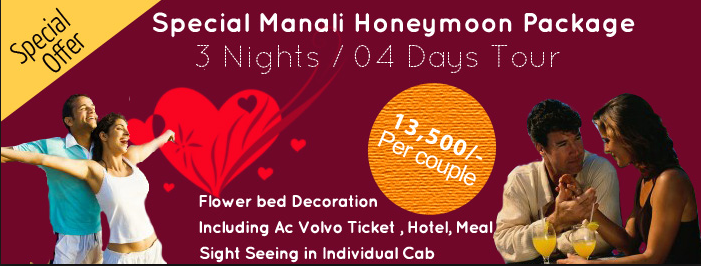 Special
Offer
Special Manali Honeymoon Package
3 Nights / 04 Days Tour
13,500/-
Per couple
Flower bed Decoration
Including Ac Volvo Ticket , Hotel, Meal
Sight Seeing in Individual Cab